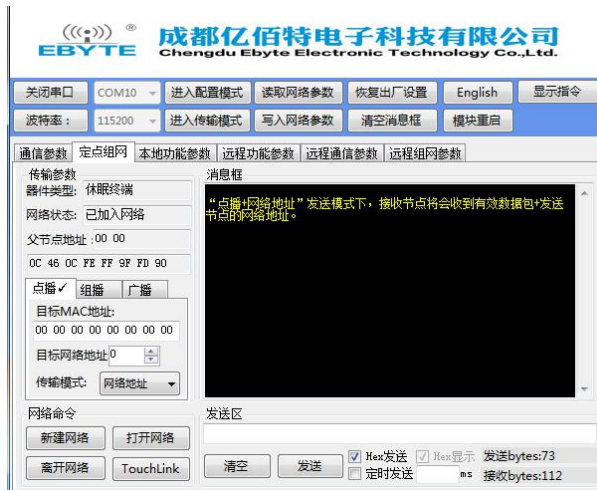 EBYTE ®
成都亿佰特电子科技有限公司
Chengdu Ebyte Electronic Technology Co.,Ltd.
关闭串口 COM10 进入配置模式 读取网络参数 恢复出厂设置 English 显示指令
波特率： 115200 进入传输模式 写入网络参数 清空消息框 模块重启
通信参数 定点组网 本地功能参数 远程功能参数 远程通信参数 远程组网参数
传输参数
器件类型: 休眠终端
网络状态: 已加入网络
父节点地址 :00 00
0C 46 0C FE FF 9F FD 90
点播✓ 组播 广播
目标MAC地址:
00 00 00 00 00 00 00 00
目标网络地址 0
传输模式: 网络地址
网络命令
新建网络 打开网络
离开网络 TouchLink
消息框
“点播+网络地址”发送模式下，接收节点将会收到有效数据包+发送
节点的网络地址。
发送区
清空 发送
Hex发送 Hex显示 发送bytes:73
定时发送 ms 接收bytes:112